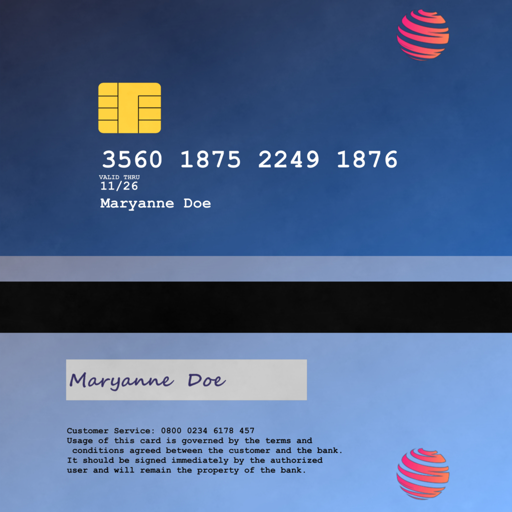 3560 1875 2249 1876
VALID THRU
11/26
Maryanne Doe
Maryanne Doe
Customer Service: 0800 0234 6178 457
Usage of this card is governed by the terms and
conditions agreed between the customer and the bank.
It should be signed immediately by the authorized
user and will remain the property of the bank.